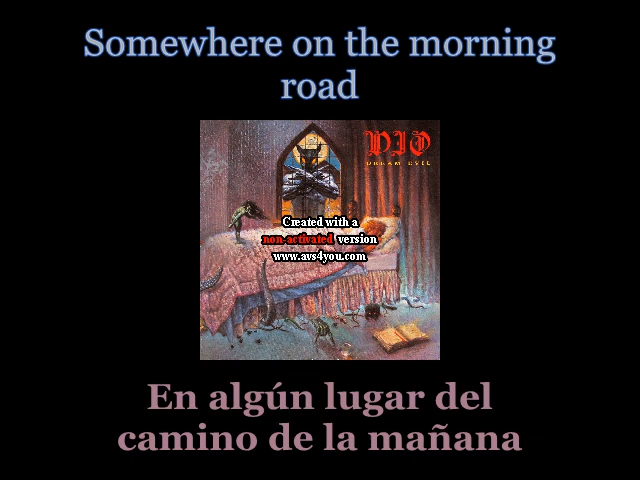 Somewhere on the morning
road
DIO
DREAM EVIL
Created with a
non-activated version
www.avs4you.com
En algún lugar del
camino de la mañana